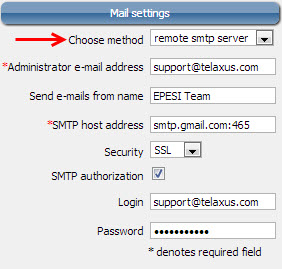 Mail settings
Choose method remote smtp server
*Administrator e-mail address support@telaxus.com
Send e-mails from name EPESI Team
*SMTP host address smtp.gmail.com:465
Security SSL
SMTP authorization
Login support@telaxus.com
Password •••••••••••
* denotes required field